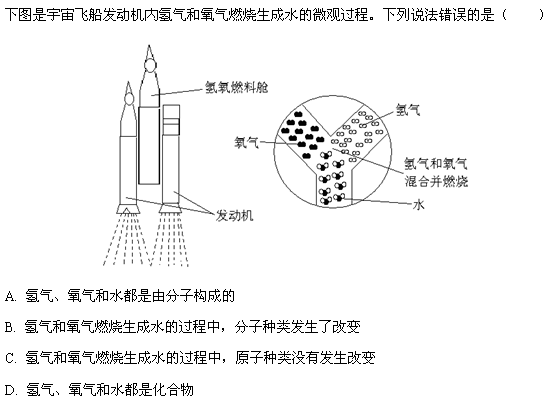 下图是宇宙飞船发动机内氢气和氧气燃烧生成水的微观过程。下列说法错误的是（　　）
氢氧燃料舱
氢气
氧气
氢气和氧气
混合并燃烧
水
发动机
A. 氢气、氧气和水都是由分子构成的
B. 氢气和氧气燃烧生成水的过程中，分子种类发生了改变
C. 氢气和氧气燃烧生成水的过程中，原子种类没有发生改变
D. 氢气、氧气和水都是化合物